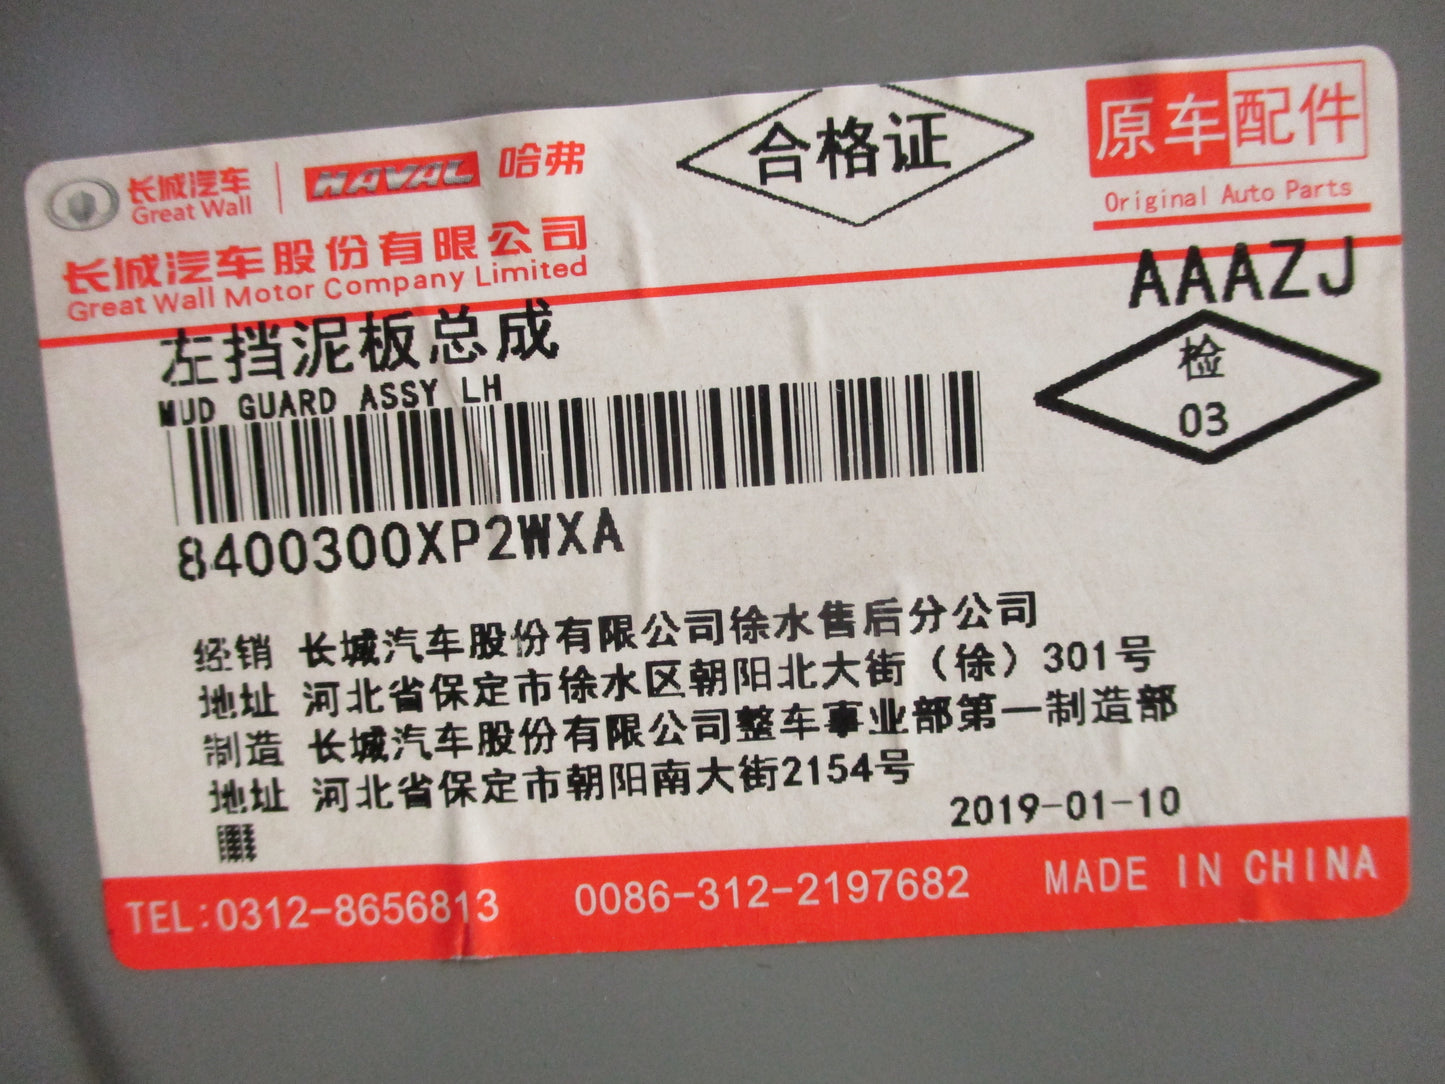 长城汽车
Great Wall
HAVAL 哈弗
长城汽车股份有限公司
Great Wall Motor Company Limited
合格证
原车配件
Original Auto Parts
AAAZJ
检
03
左挡泥板总成
MUD GUARD ASSY LH
8400300XP2WXA
经销 长城汽车股份有限公司徐水售后分公司
地址 河北省保定市徐水区朝阳北大街（徐）301号
制造 长城汽车股份有限公司整车事业部第一制造部
地址 河北省保定市朝阳南大街2154号
2019-01-10
TEL:0312-8656813 0086-312-2197682 MADE IN CHINA